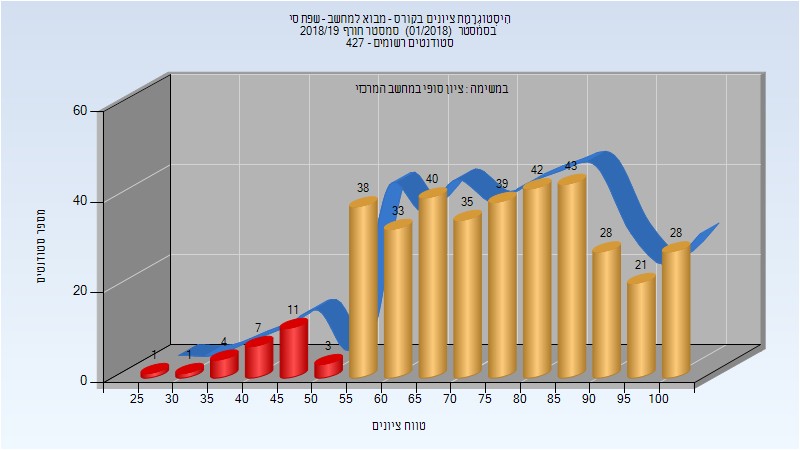 היסטוגרמת ציונים בקורס - מבוא למחשב - שפת סי
בסמסטר (01/2018) סמסטר חורף 2018/19
סטודנטים רשומים - 427
במשימה : ציון סופי במחשב המרכזי
60
40
20
0
מספר סטודנטים
1 1 4 7 11 3 38 33 40 35 39 42 43 28 21 28
25 30 35 40 45 50 55 60 65 70 75 80 85 90 95 100
טווח ציונים